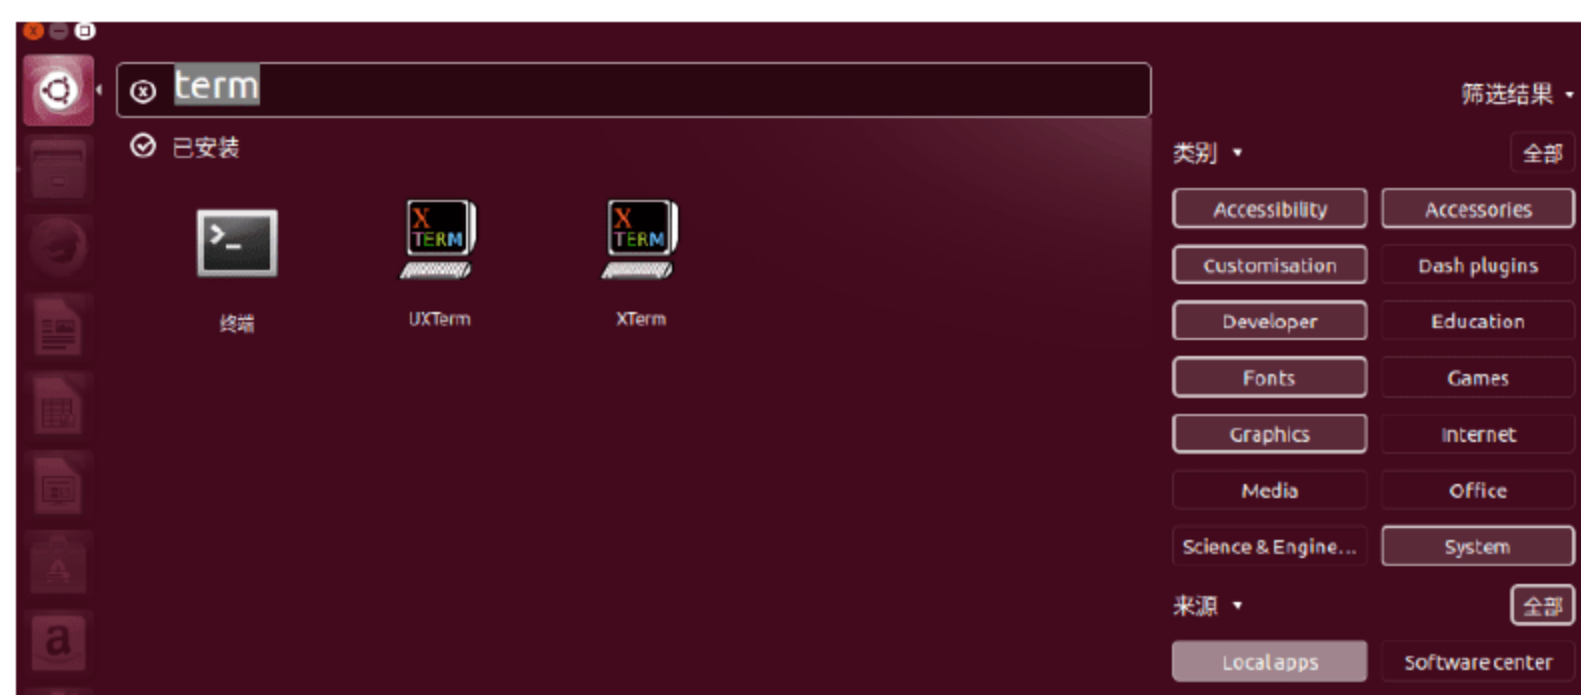 term
筛选结果
已安装
终端
UXTerm
XTerm
类别
全部
Accessibility
Accessories
Customisation
Dash plugins
Developer
Education
Fonts
Games
Graphics
Internet
Media
Office
Science & Engine...
System
来源
全部
Local apps
Software center
X
TERM
X
TERM
a